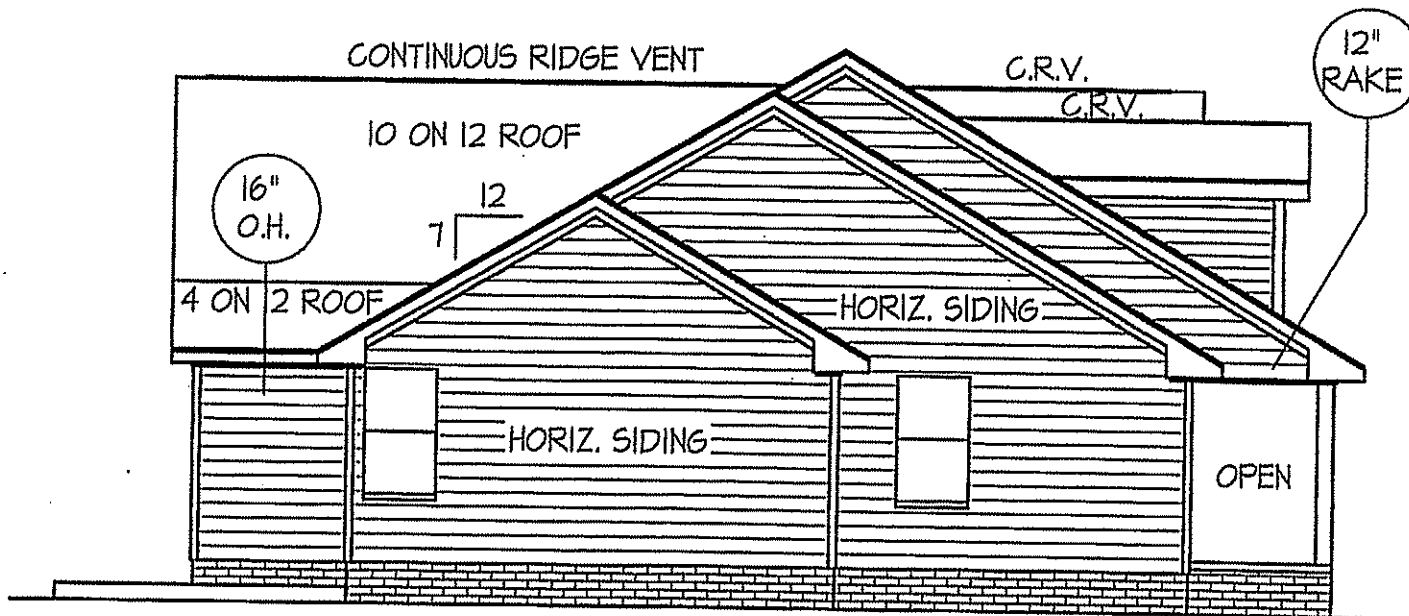 CONTINUOUS RIDGE VENT
C.R.V.
C.R.V.
12"
RAKE
10 ON 12 ROOF
16"
O.H.
12
7
4 ON 12 ROOF
HORIZ. SIDING
HORIZ. SIDING
OPEN